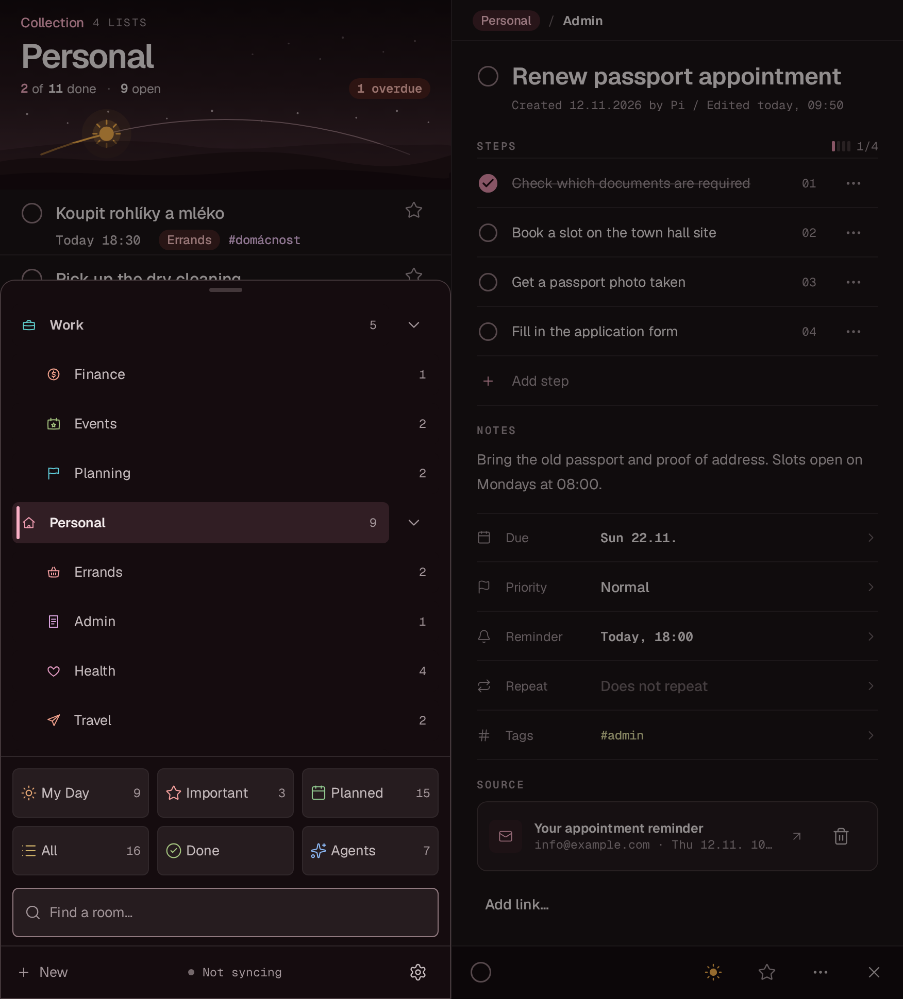 Collection 4 LISTS
Personal
2 of 11 done · 9 open
1 overdue
Koupit rohlíky a mléko
Today 18:30 Errands #domácnost
Pick up the dry cleaning
Work 5
Finance 1
Events 2
Planning 2
Personal 9
Errands 2
Admin 1
Health 4
Travel 2
My Day 9
Important 3
Planned 15
All 16
Done
Agents 7
Find a room…
+ New
Not syncing
Personal / Admin
Renew passport appointment
Created 12.11.2026 by Pi / Edited today, 09:50
STEPS 1/4
Check which documents are required 01
Book a slot on the town hall site 02
Get a passport photo taken 03
Fill in the application form 04
+ Add step
NOTES
Bring the old passport and proof of address. Slots open on
Mondays at 08:00.
Due Sun 22.11.
Priority Normal
Reminder Today, 18:00
Repeat Does not repeat
Tags #admin
SOURCE
Your appointment reminder
info@example.com · Thu 12.11. 10…
Add link…